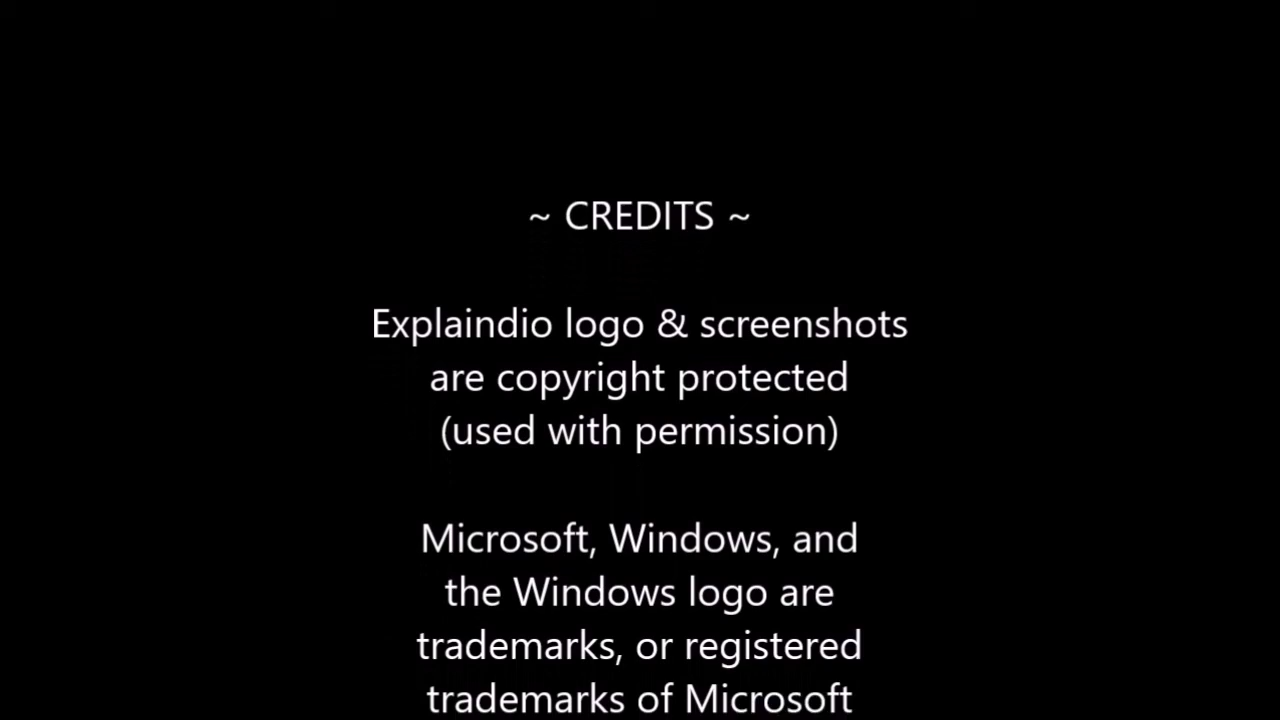 ~ CREDITS ~
Explaindio logo & screenshots
are copyright protected
(used with permission)
Microsoft, Windows, and
the Windows logo are
trademarks, or registered
trademarks of Microsoft